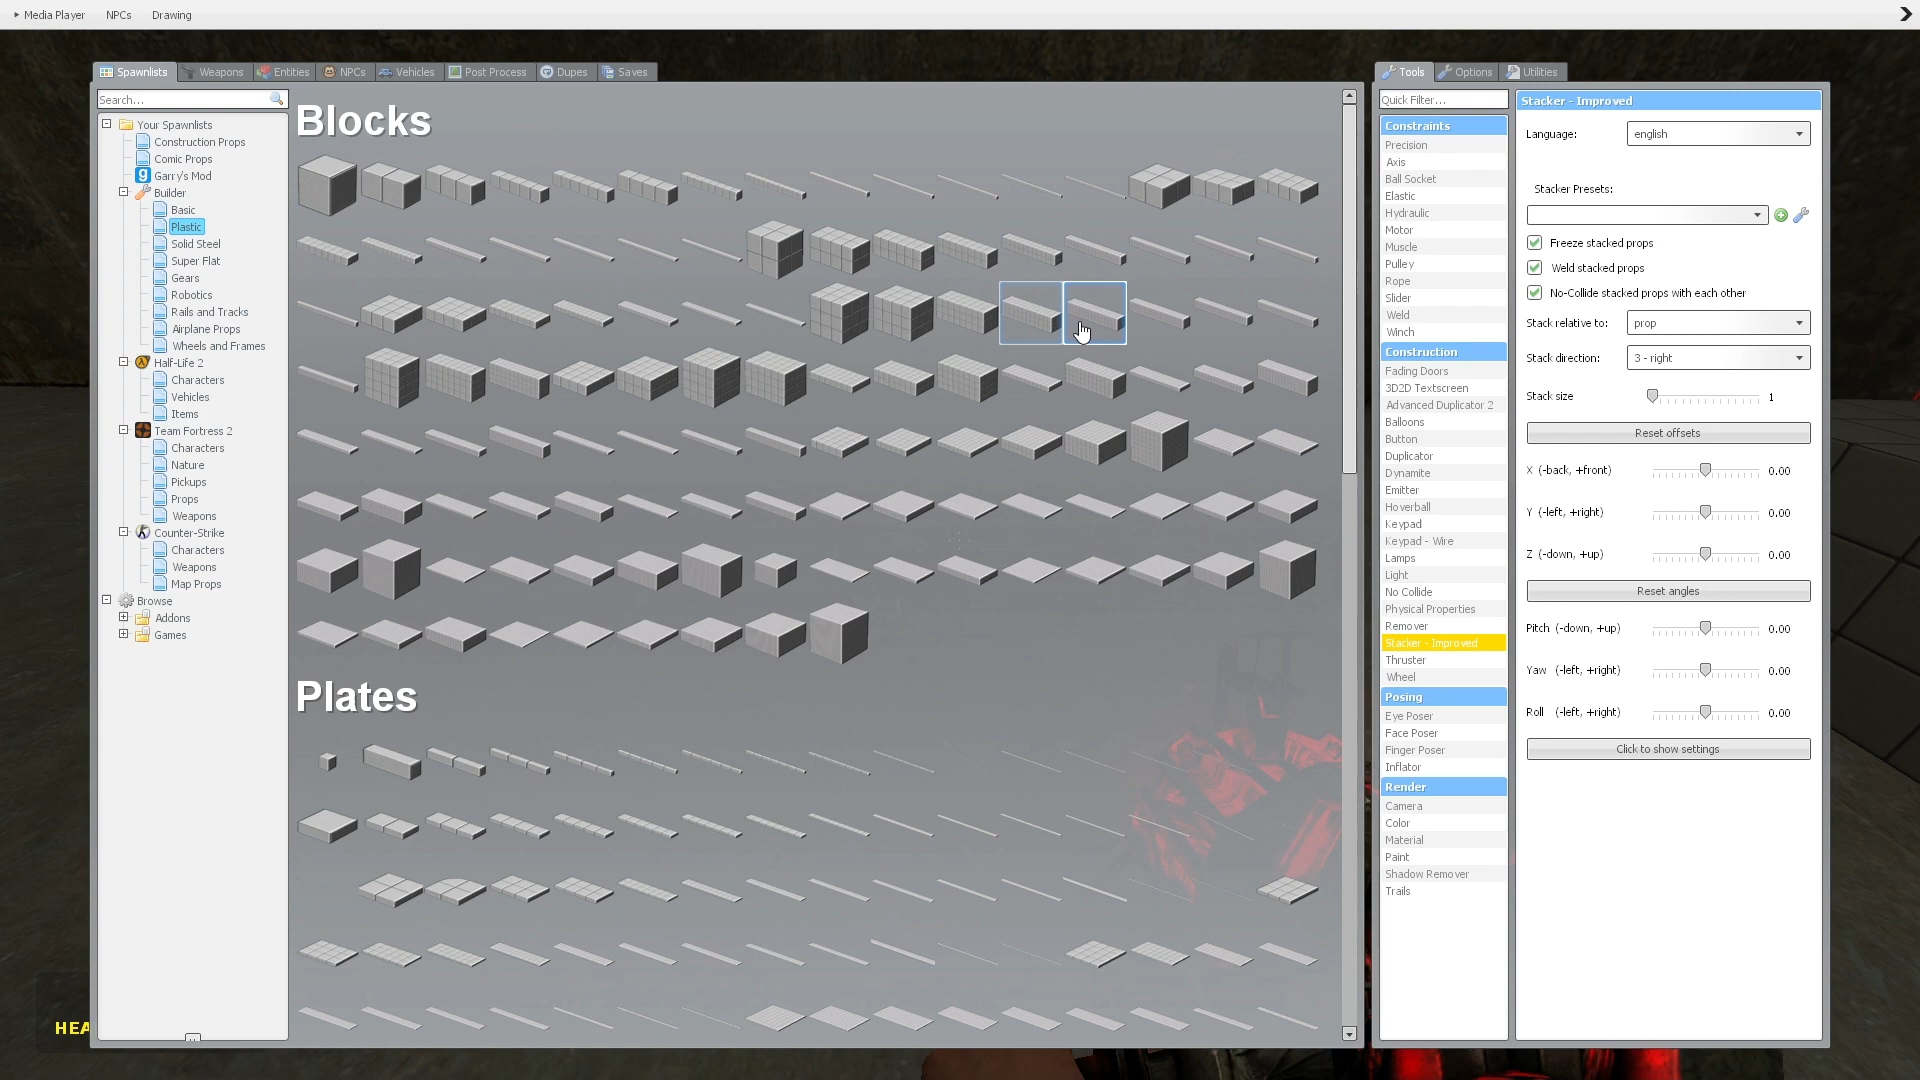 Media Player NPCs Drawing
Spawnlists Weapons Entities NPCs Vehicles Post Process Dupes Saves
Search...
Your Spawnlists
Construction Props
Comic Props
Garry's Mod
Builder
Basic
Plastic
Solid Steel
Super Flat
Gears
Robotics
Rails and Tracks
Airplane Props
Wheels and Frames
Half-Life 2
Characters
Vehicles
Items
Team Fortress 2
Characters
Nature
Pickups
Props
Weapons
Counter-Strike
Characters
Weapons
Map Props
Browse
Addons
Games
HEA
Blocks
Plates
Tools Options Utilities
Quick Filter...
Constraints
Precision
Axis
Ball Socket
Elastic
Hydraulic
Motor
Muscle
Pulley
Rope
Slider
Weld
Winch
Construction
Fading Doors
3D2D Textscreen
Advanced Duplicator 2
Balloons
Button
Duplicator
Dynamite
Emitter
Hoverball
Keypad
Keypad - Wire
Lamps
Light
No Collide
Physical Properties
Remover
Stacker - Improved
Thruster
Wheel
Posing
Eye Poser
Face Poser
Finger Poser
Inflator
Render
Camera
Color
Material
Paint
Shadow Remover
Trails
Stacker - Improved
Language: english
Stacker Presets:
Freeze stacked props
Weld stacked props
No-Collide stacked props with each other
Stack relative to: prop
Stack direction: 3 - right
Stack size 1
Reset offsets
X (-back, +front) 0.00
Y (-left, +right) 0.00
Z (-down, +up) 0.00
Reset angles
Pitch (-down, +up) 0.00
Yaw (-left, +right) 0.00
Roll (-left, +right) 0.00
Click to show settings